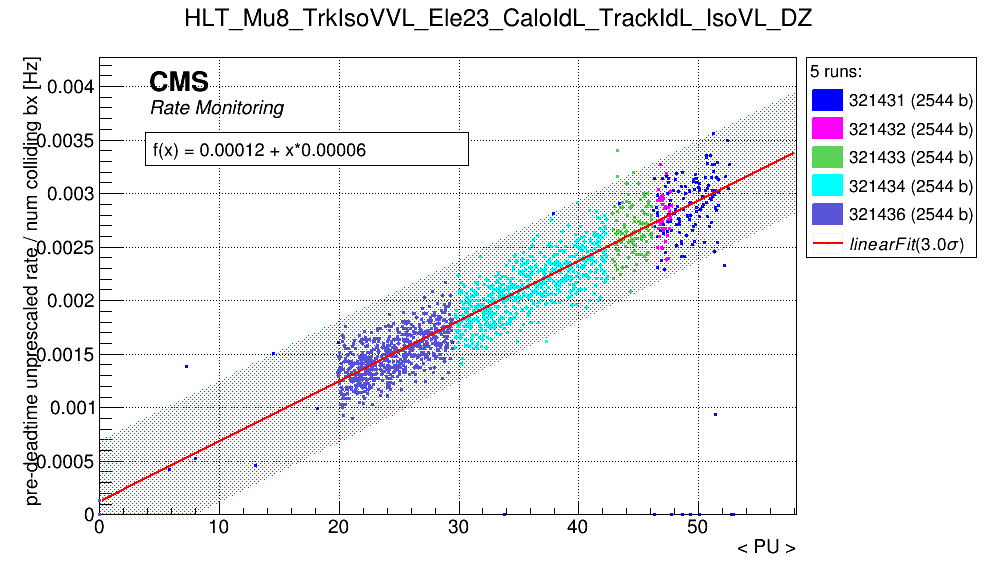 HLT_Mu8_TrkIsoVVL_Ele23_CaloIdL_TrackIdL_IsoVL_DZ
pre-deadtime unprescaled rate / num colliding bx [Hz]
CMS
Rate Monitoring
f(x) = 0.00012 + x*0.00006
0.004
0.0035
0.003
0.0025
0.002
0.0015
0.001
0.0005
0
0 10 20 30 40 50
< PU >
5 runs:
321431 (2544 b)
321432 (2544 b)
321433 (2544 b)
321434 (2544 b)
321436 (2544 b)
linearFit(3.0σ)